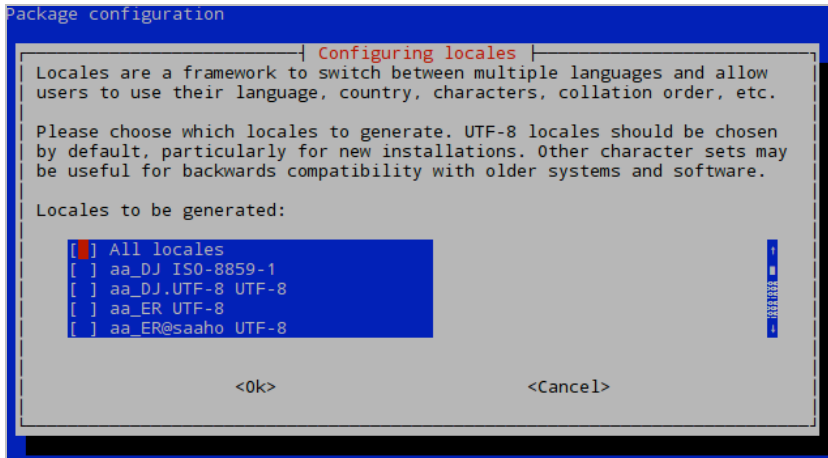 Package configuration
Configuring locales
Locales are a framework to switch between multiple languages and allow
users to use their language, country, characters, collation order, etc.
Please choose which locales to generate. UTF-8 locales should be chosen
by default, particularly for new installations. Other character sets may
be useful for backwards compatibility with older systems and software.
Locales to be generated:
[ ] All locales
[ ] aa_DJ ISO-8859-1
[ ] aa_DJ.UTF-8 UTF-8
[ ] aa_ER UTF-8
[ ] aa_ER@saaho UTF-8
<Ok> <Cancel>